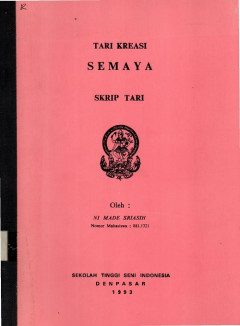 TARI KREASI
SEMAYA
SKRIP TARI
Oleh :
NI MADE SRIASIH
Nomor Mahasiswa :
SEKOLAH TINGGI SENI INDONESIA
DENPASAR
1993